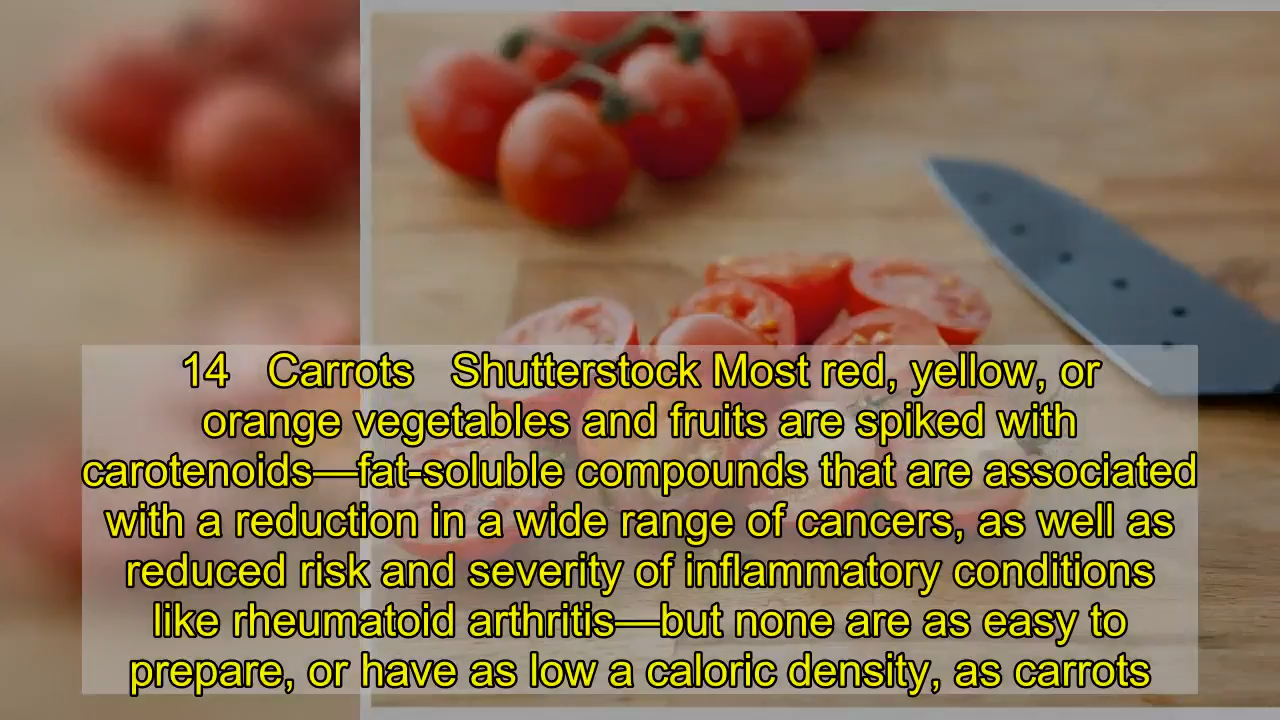 14 Carrots Shutterstock Most red, yellow, or
orange vegetables and fruits are spiked with
carotenoids—fat-soluble compounds that are associated
with a reduction in a wide range of cancers, as well as
reduced risk and severity of inflammatory conditions
like rheumatoid arthritis—but none are as easy to
prepare, or have as low a caloric density, as carrots